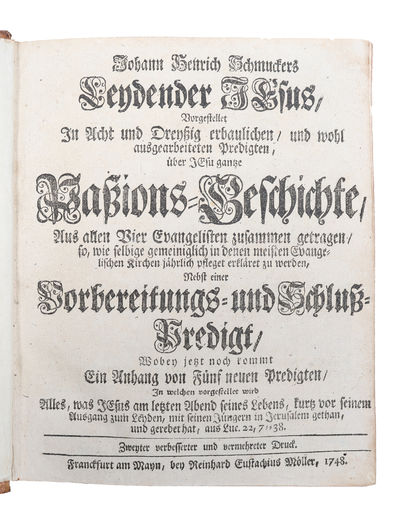 Johann Henrich Schmuckers
Leydender JEsus,
Vorgestellet
In Acht und Dreyßig erbaulichen/ und wohl
ausgearbeiteten Predigten,
über JEsu gantze
Paßions-Geschichte,
Aus allen Vier Evangelisten zusammen getragen/
so, wie selbige gemeiniglich in denen meisten Evange-
lischen Kirchen jährlich pfleget erkläret zu werden,
Nebst einer
Vorbereitungs- und Schluß-
Predigt/
Wobey jetzt noch kommt
Ein Anhang von Fünf neuen Predigten/
In welchen vorgestellet wird
Alles, was JEsus am letzten Abend seines Lebens, kurtz vor seinem
Ausgang zum Leyden, mit seinen Jüngern in Jerusalem gethan,
und geredet hat, aus Luc. 22, 7-38.
Zweyter verbesserter und vermehreter Druck.
Franckfurt am Mayn, bey Reinhard Eustachius Möller, 1748.